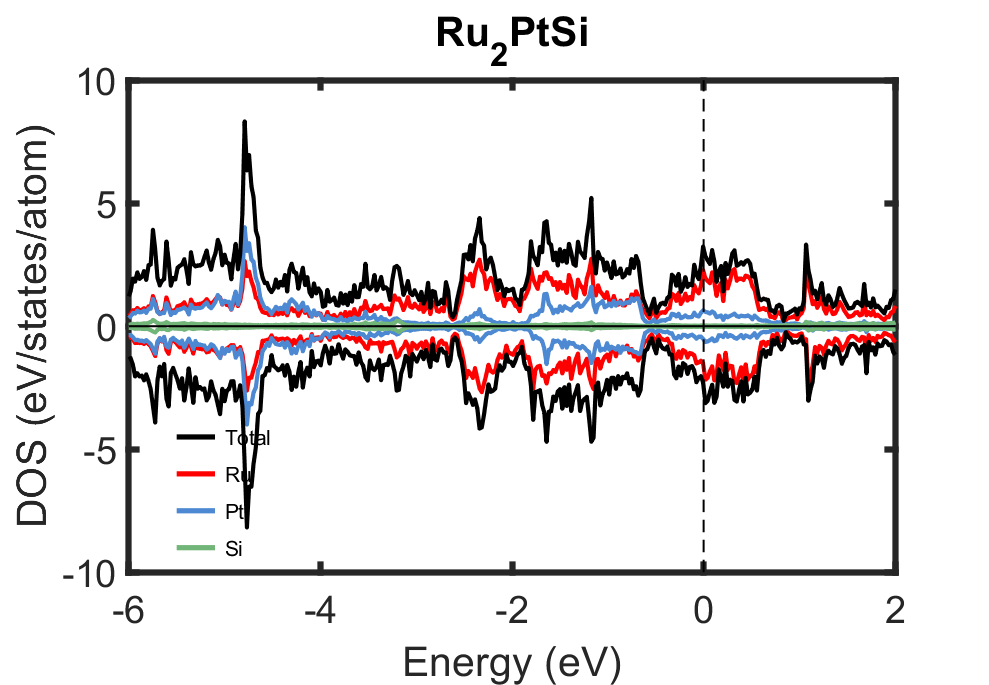 Ru2PtSi
DOS (eV/states/atom)
10
5
0
-5
-10
Total
Ru
Pt
Si
-6 -4 -2 0 2
Energy (eV)